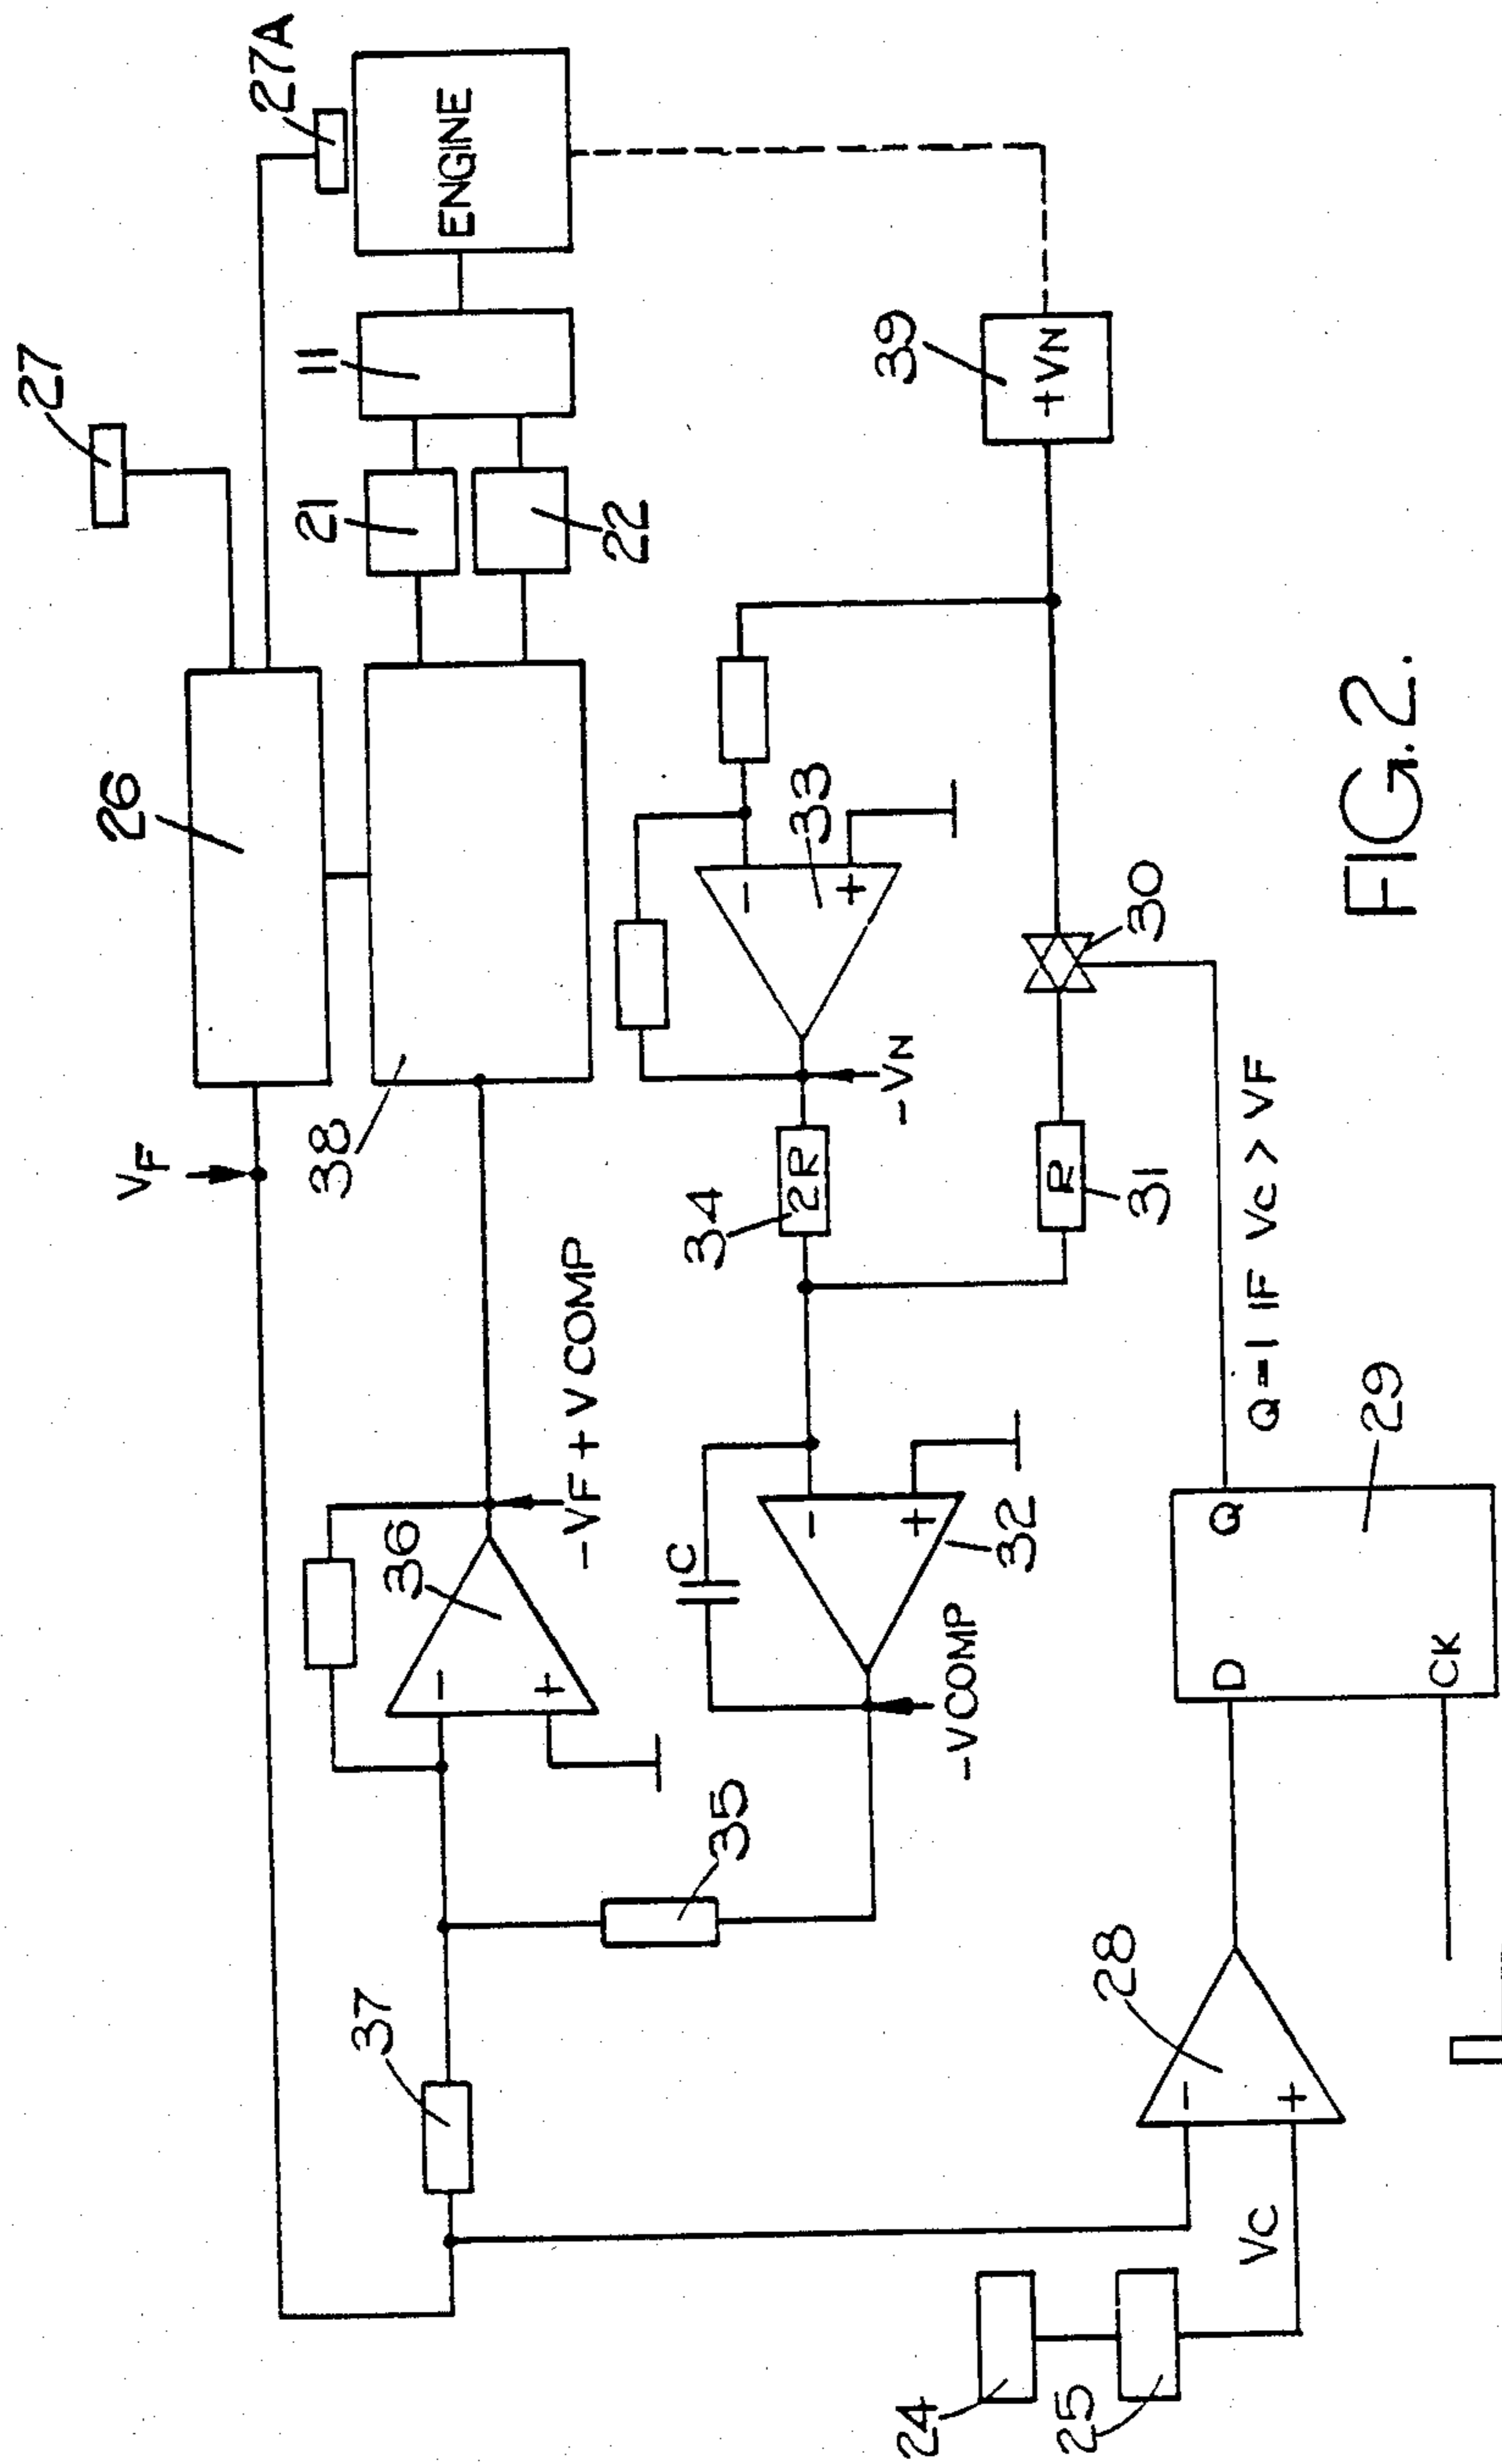 27
27A
26
VF
ENGINE
11
21
22
38
-VF + VCOMP
36
-
+
37
35
39
+VN
33
-
+
-VN
34
2R
C
-
+
32
-VCOMP
30
R
31
Q=1 IF VC > VF
29
Q
D
CK
28
-
+
VC
24
25
FIG. 2.